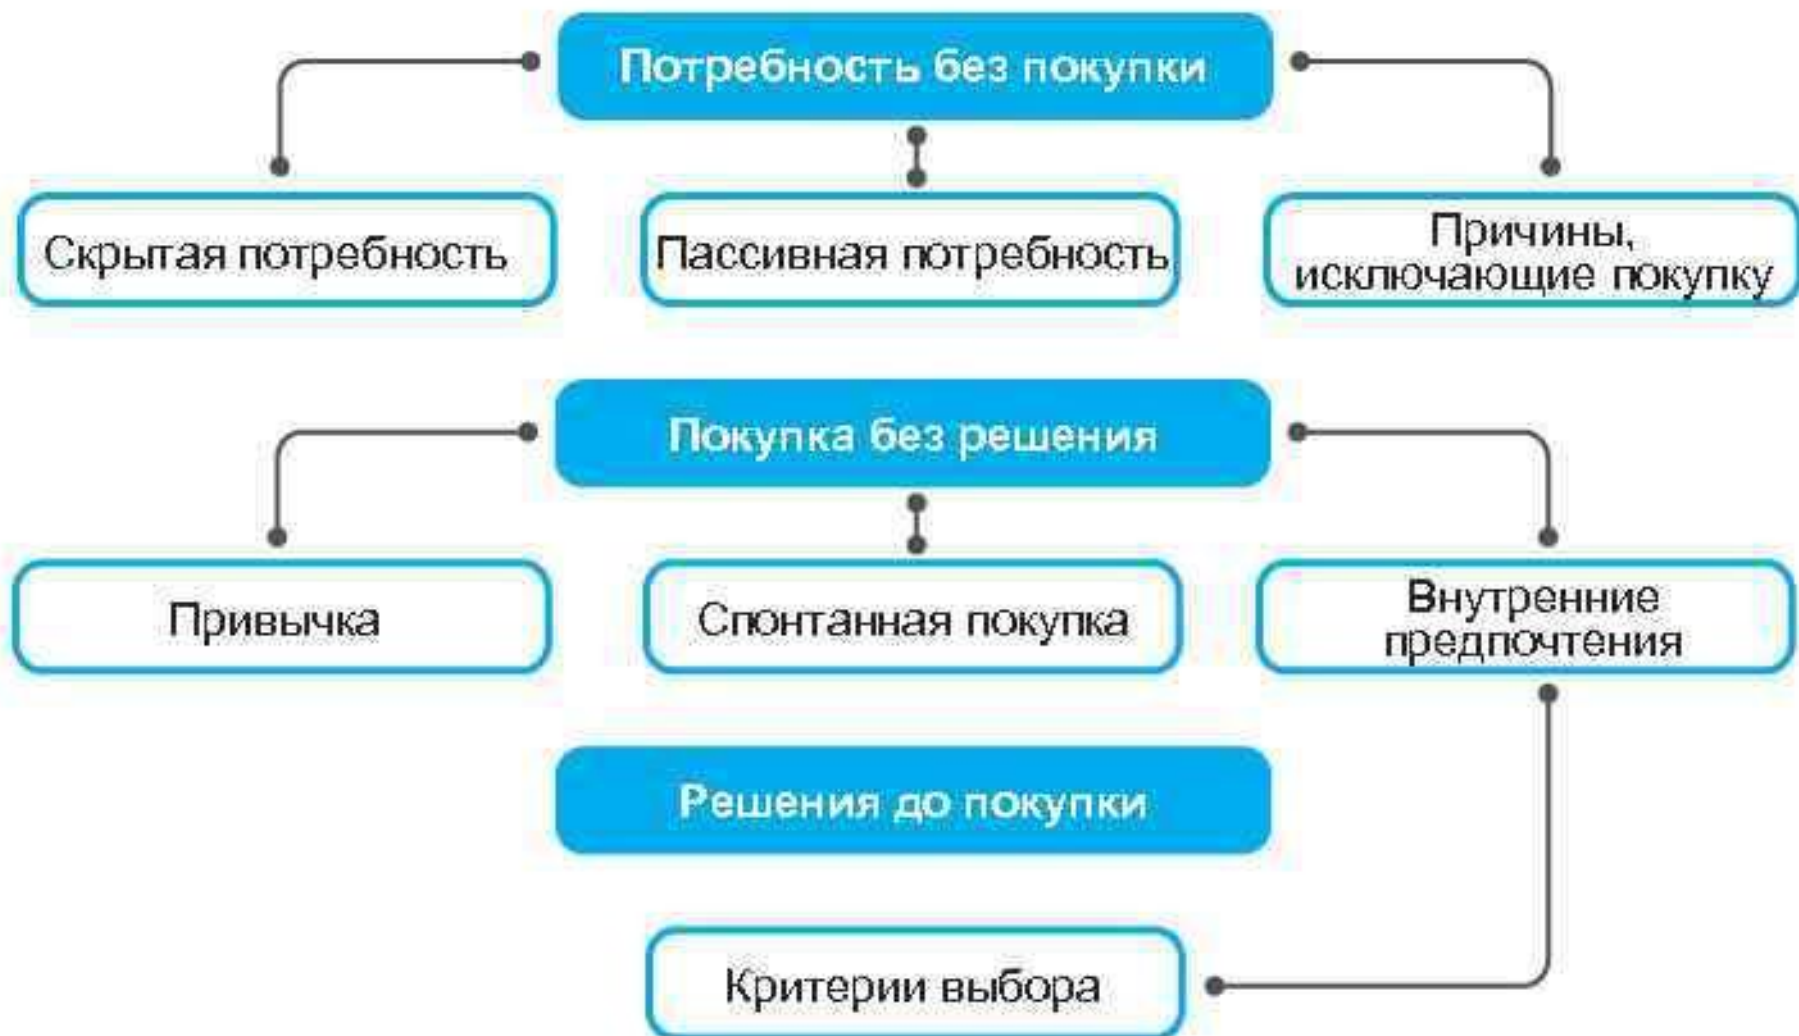 Потребность без покупки
Скрытая потребность
Пассивная потребность
Причины,
исключающие покупку
Покупка без решения
Привычка
Спонтанная покупка
Внутренние
предпочтения
Решения до покупки
Критерии выбора